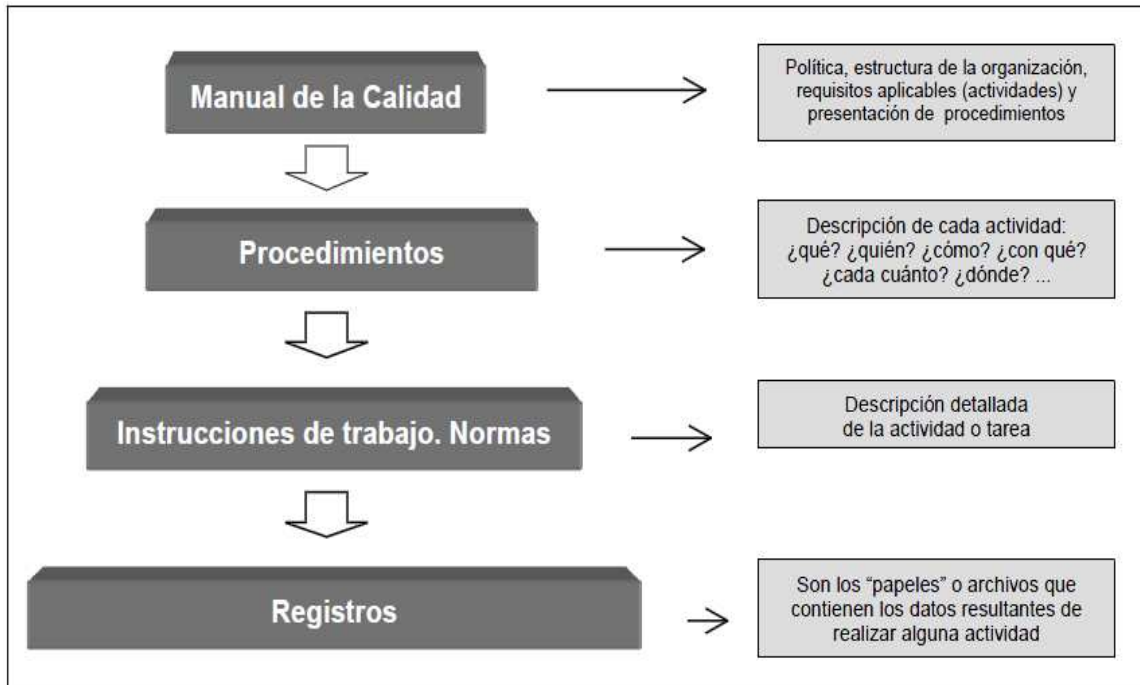 Manual de la Calidad
Política, estructura de la organización,
requisitos aplicables (actividades) y
presentación de procedimientos
Procedimientos
Descripción de cada actividad:
¿qué? ¿quién? ¿cómo? ¿con qué?
¿cada cuánto? ¿dónde? ...
Instrucciones de trabajo. Normas
Descripción detallada
de la actividad o tarea
Registros
Son los “papeles” o archivos que
contienen los datos resultantes de
realizar alguna actividad